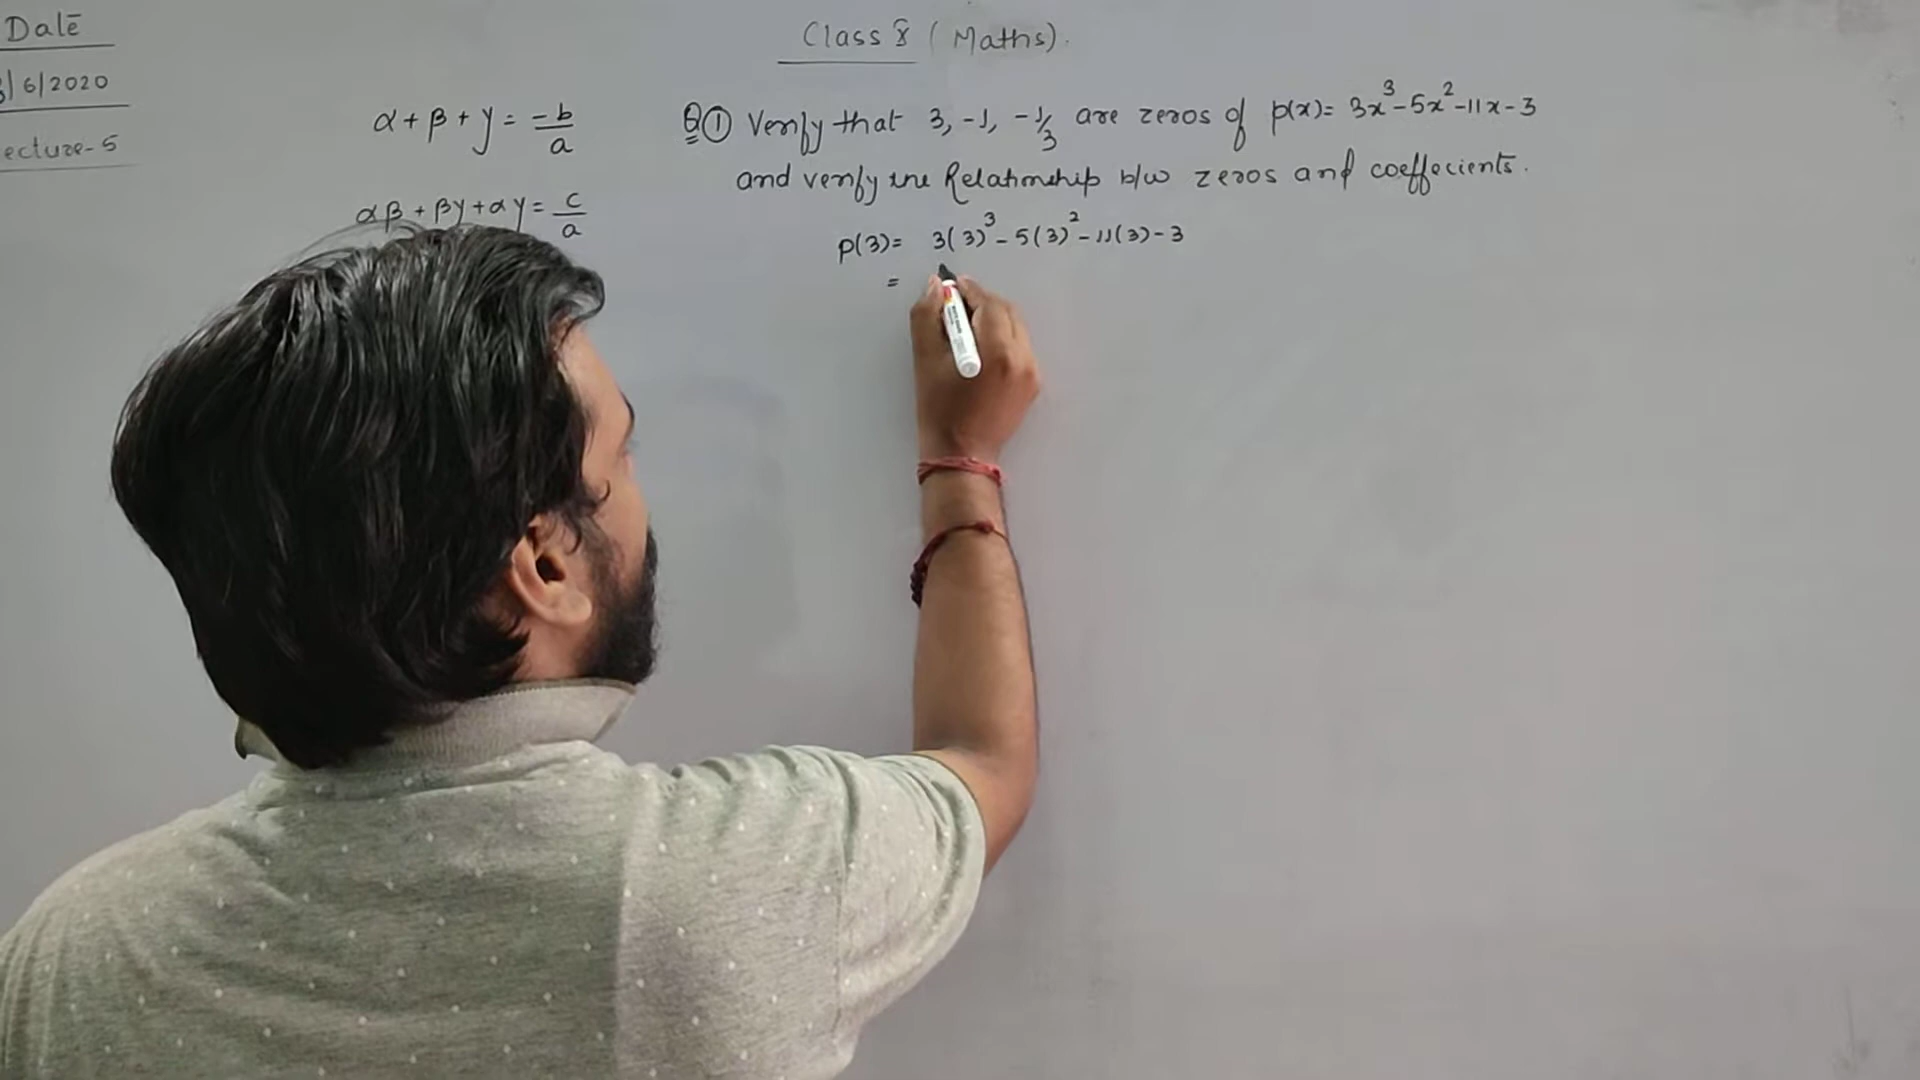 Date
/6/2020
ecture-5
Class X (Maths).
α+β+γ = -b/a
αβ+βγ+αγ = c/a
Q① Verify that 3, -1, -1/3 are zeros of p(x)= 3x³-5x²-11x-3
and verify the Relationship b/w zeros and coeffecients.
p(3)= 3(3)³-5(3)²-11(3)-3
=